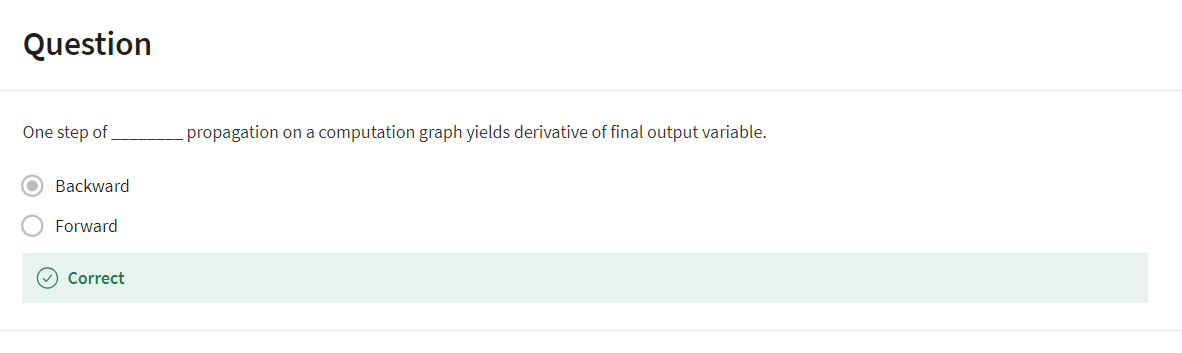 Question
One step of ________ propagation on a computation graph yields derivative of final output variable.
Backward
Forward
Correct